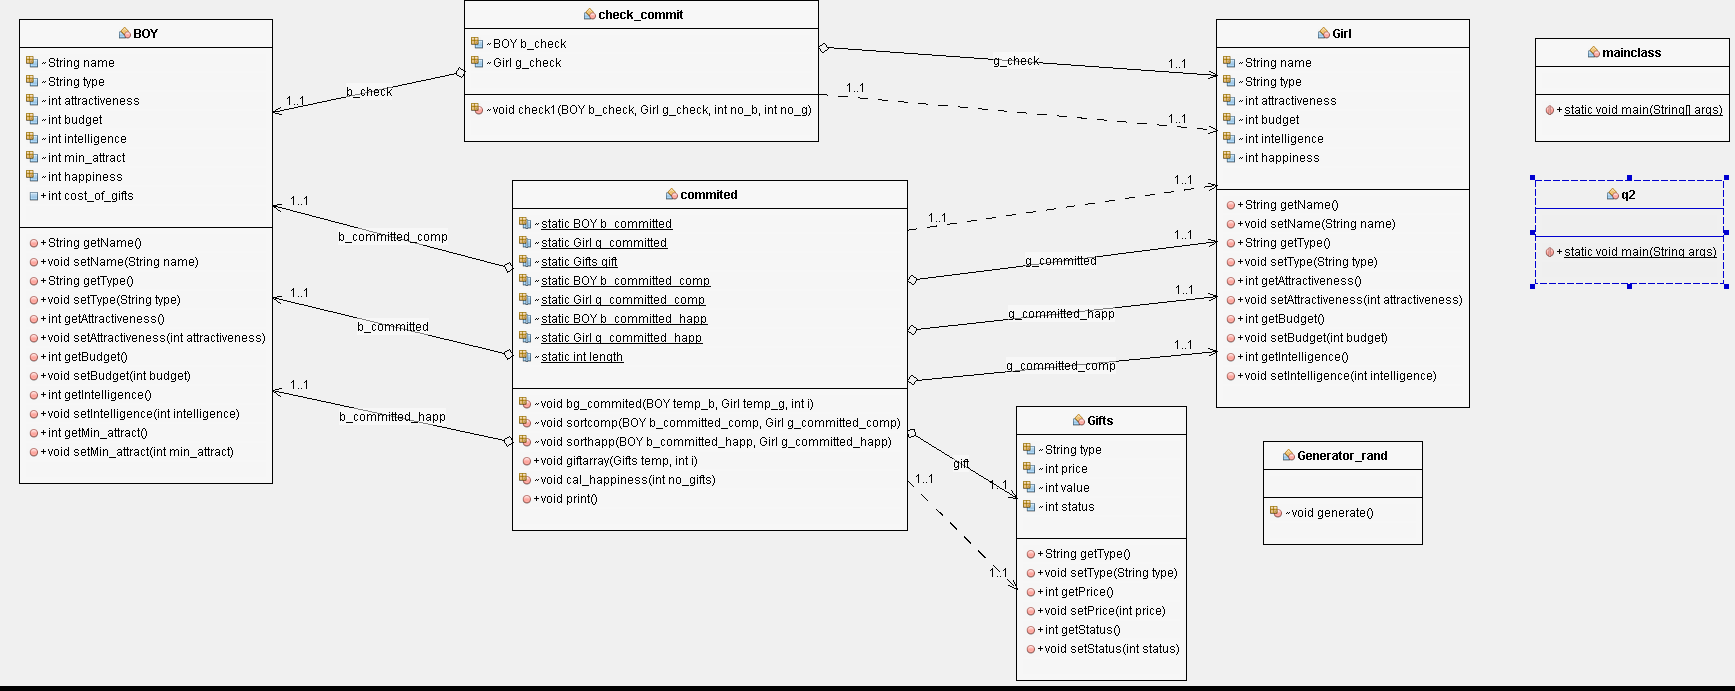 BOY
~String name
~String type
~int attractiveness
~int budget
~int intelligence
~int min_attract
~int happiness
+int cost_of_gifts
+String getName()
+void setName(String name)
+String getType()
+void setType(String type)
+int getAttractiveness()
+void setAttractiveness(int attractiveness)
+int getBudget()
+void setBudget(int budget)
+int getIntelligence()
+void setIntelligence(int intelligence)
+int getMin_attract()
+void setMin_attract(int min_attract)
1..1
b_check
1..1
b_committed_comp
1..1
b_committed
1..1
b_committed_happ
check_commit
~BOY b_check
~Girl g_check
~void check1(BOY b_check, Girl g_check, int no_b, int no_g)
commited
~static BOY b_committed
~static Girl g_committed
~static Gifts gift
~static BOY b_committed_comp
~static Girl g_committed_comp
~static BOY b_committed_happ
~static Girl g_committed_happ
~static int length
~void bg_commited(BOY temp_b, Girl temp_g, int i)
~void sortcomp(BOY b_committed_comp, Girl g_committed_comp)
~void sorthapp(BOY b_committed_happ, Girl g_committed_happ)
+void giftarray(Gifts temp, int i)
~void cal_happiness(int no_gifts)
+void print()
g_check
1..1
1..1
1..1
1..1
1..1
g_committed
1..1
g_committed_happ
1..1
g_committed_comp
1..1
gift
1..1
1..1
1..1
Girl
~String name
~String type
~int attractiveness
~int budget
~int intelligence
~int happiness
+String getName()
+void setName(String name)
+String getType()
+void setType(String type)
+int getAttractiveness()
+void setAttractiveness(int attractiveness)
+int getBudget()
+void setBudget(int budget)
+int getIntelligence()
+void setIntelligence(int intelligence)
Gifts
~String type
~int price
~int value
~int status
+String getType()
+void setType(String type)
+int getPrice()
+void setPrice(int price)
+int getStatus()
+void setStatus(int status)
Generator_rand
~void generate()
mainclass
+static void main(String[] args)
q2
+static void main(String args)